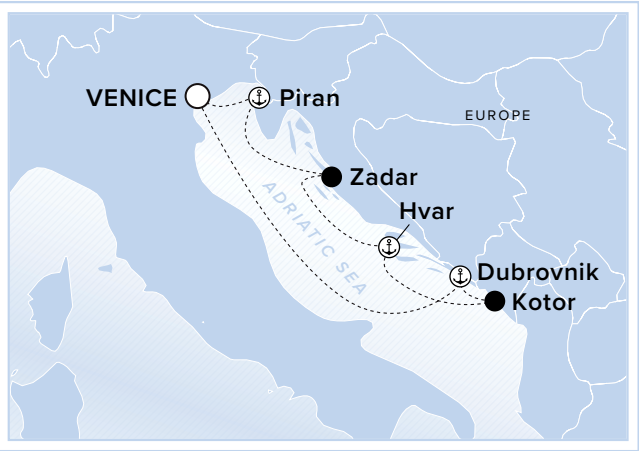 VENICE
Piran
EUROPE
Zadar
Hvar
ADRIATIC SEA
Dubrovnik
Kotor